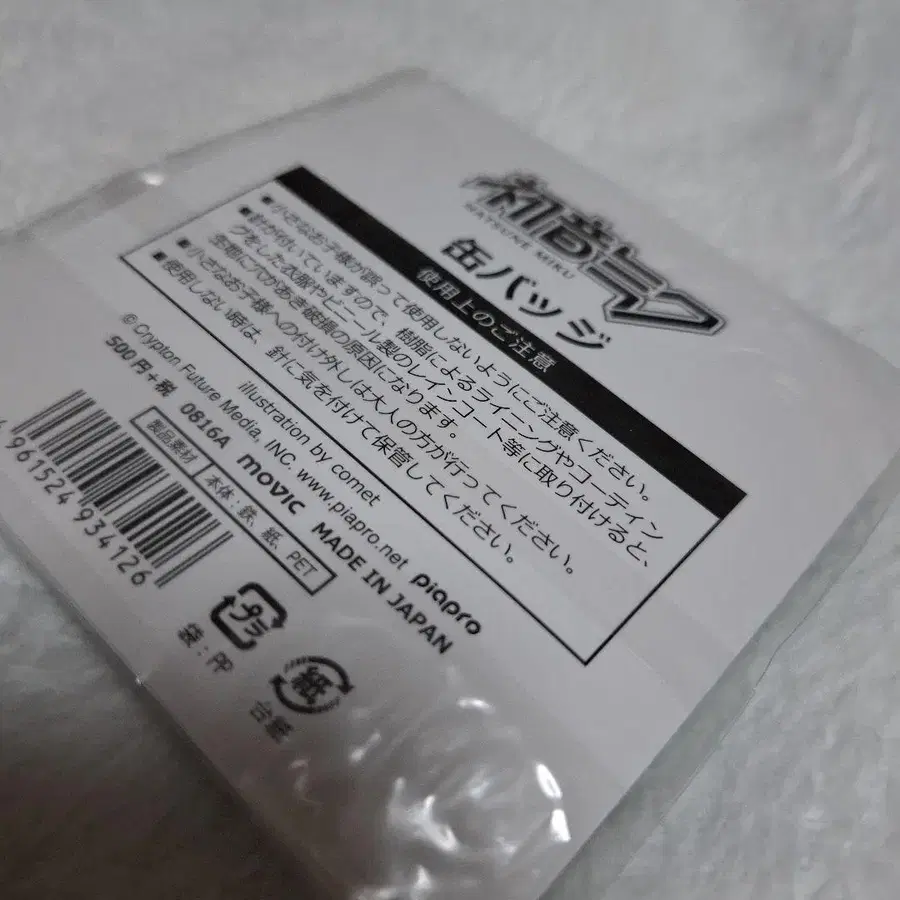 初音ミク
HATSUNE MIKU
缶バッジ
使用上のご注意
■小さなお子様が誤って使用しないようにご注意ください。
■針が付いていますので、樹脂によるライニングやコーティン
グをした衣服やビニール製のレインコート等に取り付けると、
生地に穴があき破損の原因になります。
■小さなお子様への付け外しは大人の方が行ってください。
■使用しない時は、針に気を付けて保管してください。
illustration by comet
© Crypton Future Media, INC. www.piapro.net piapro
500円+税 0816A movic MADE IN JAPAN
製品素材 本体:鉄、紙、PET
961524 934126
プラ
袋:PP
紙
台紙